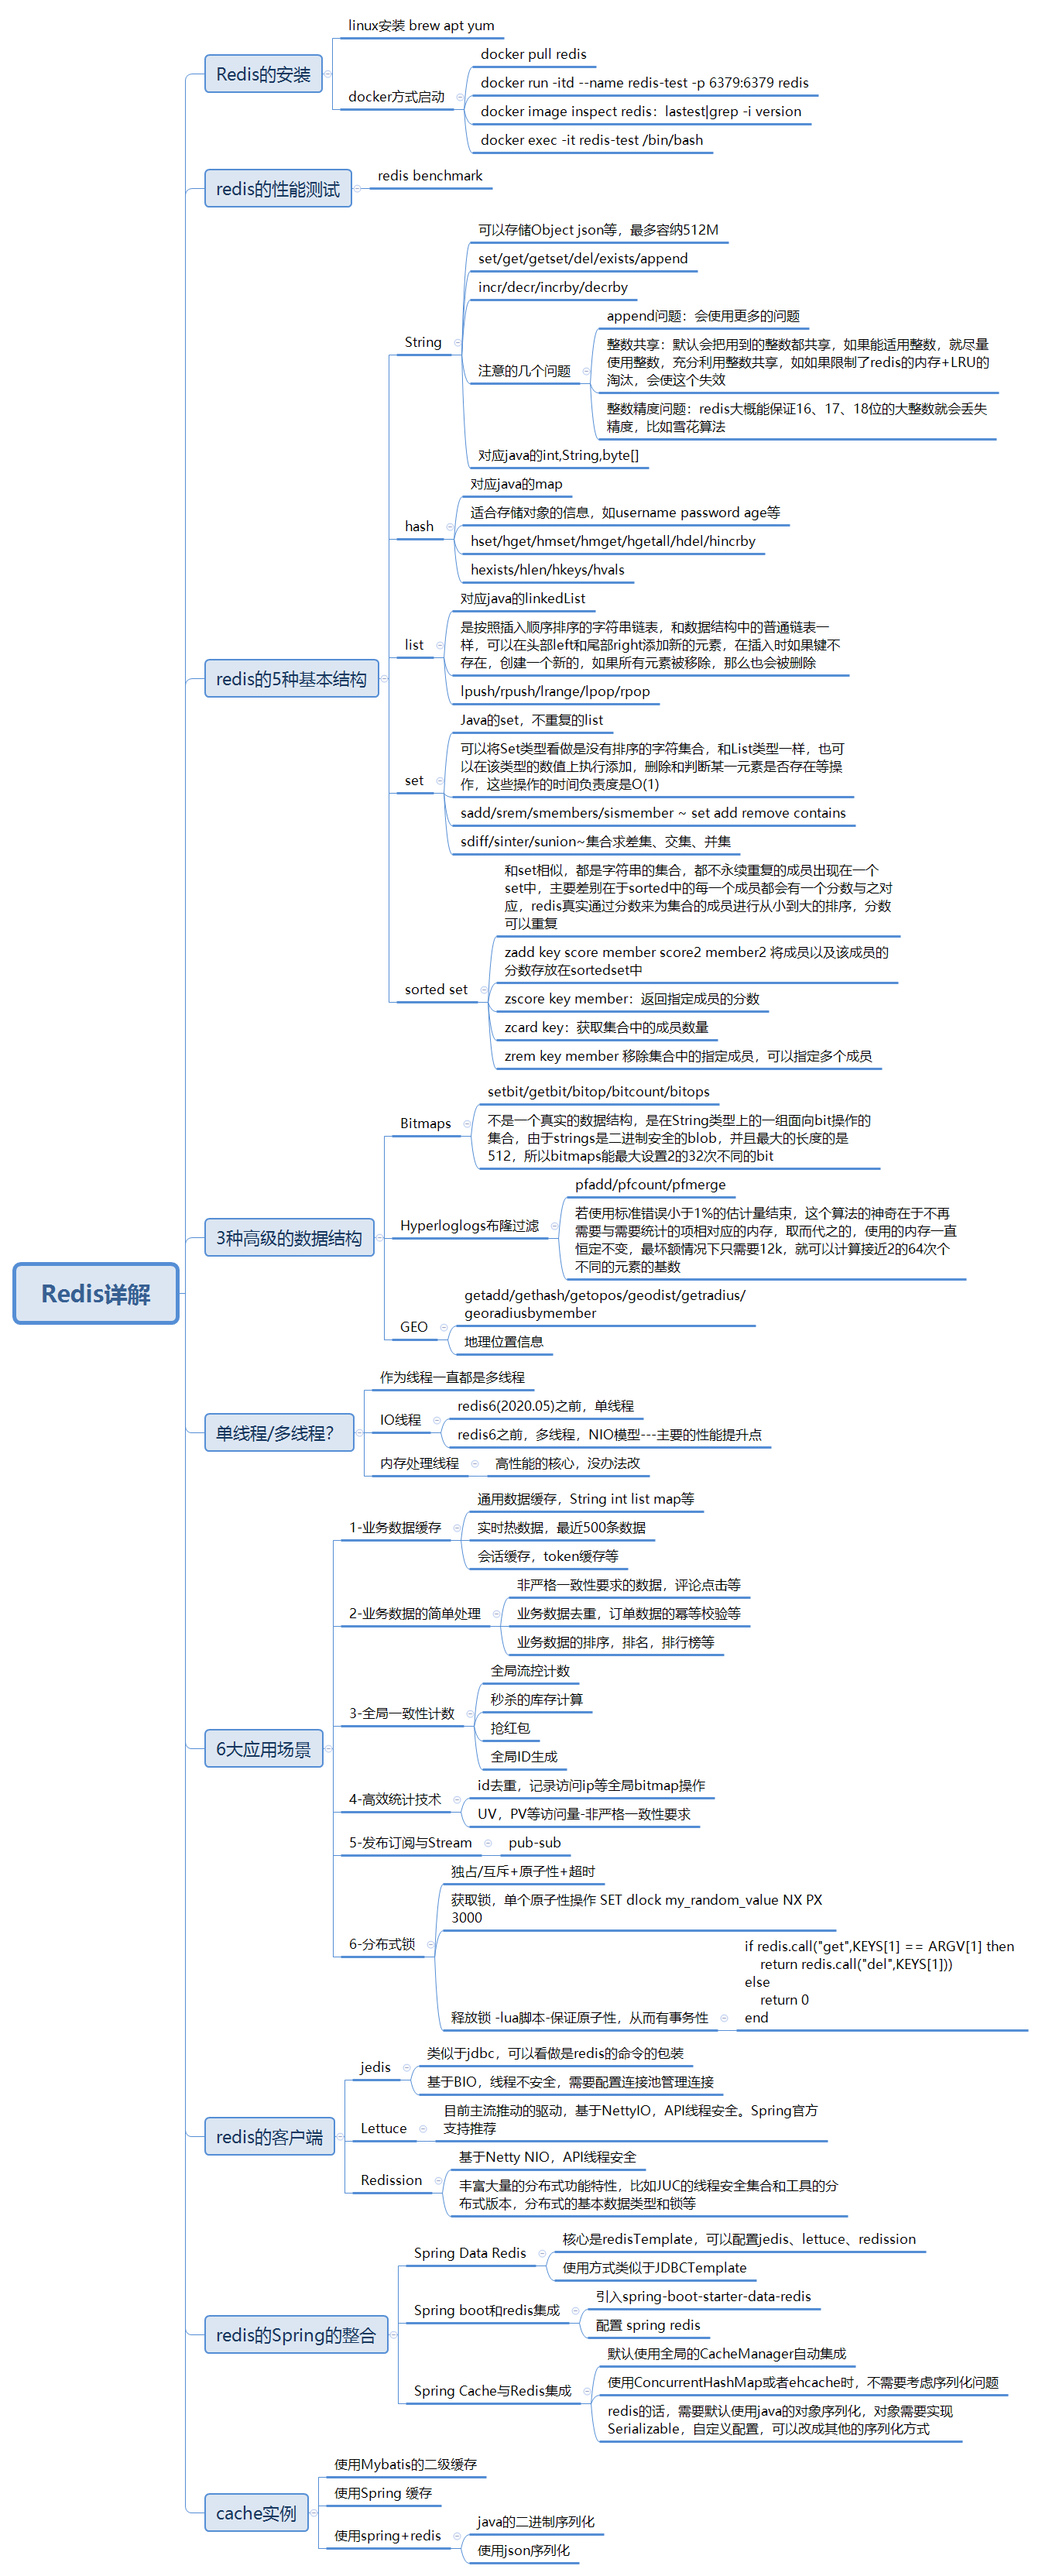 Redis详解
Redis的安装
linux安装 brew apt yum
docker方式启动
docker pull redis
docker run -itd --name redis-test -p 6379:6379 redis
docker image inspect redis：lastest|grep -i version
docker exec -it redis-test /bin/bash
redis的性能测试
redis benchmark
redis的5种基本结构
String
可以存储Object json等，最多容纳512M
set/get/getset/del/exists/append
incr/decr/incrby/decrby
注意的几个问题
append问题：会使用更多的问题
整数共享：默认会把用到的整数都共享，如果能适用整数，就尽量
使用整数，充分利用整数共享，如如果限制了redis的内存+LRU的
淘汰，会使这个失效
整数精度问题：redis大概能保证16、17、18位的大整数就会丢失
精度，比如雪花算法
对应java的int,String,byte[]
hash
对应java的map
适合存储对象的信息，如username password age等
hset/hget/hmset/hmget/hgetall/hdel/hincrby
hexists/hlen/hkeys/hvals
list
对应java的linkedList
是按照插入顺序排序的字符串链表，和数据结构中的普通链表一
样，可以在头部left和尾部right添加新的元素，在插入时如果键不
存在，创建一个新的，如果所有元素被移除，那么也会被删除
lpush/rpush/lrange/lpop/rpop
set
Java的set，不重复的list
可以将Set类型看做是没有排序的字符集合，和List类型一样，也可
以在该类型的数值上执行添加，删除和判断某一元素是否存在等操
作，这些操作的时间负责度是O(1)
sadd/srem/smembers/sismember ~ set add remove contains
sdiff/sinter/sunion~集合求差集、交集、并集
sorted set
和set相似，都是字符串的集合，都不永续重复的成员出现在一个
set中，主要差别在于sorted中的每一个成员都会有一个分数与之对
应，redis真实通过分数来为集合的成员进行从小到大的排序，分数
可以重复
zadd key score member score2 member2 将成员以及该成员的
分数存放在sortedset中
zscore key member：返回指定成员的分数
zcard key：获取集合中的成员数量
zrem key member 移除集合中的指定成员，可以指定多个成员
3种高级的数据结构
Bitmaps
setbit/getbit/bitop/bitcount/bitops
不是一个真实的数据结构，是在String类型上的一组面向bit操作的
集合，由于strings是二进制安全的blob，并且最大的长度的是
512，所以bitmaps能最大设置2的32次不同的bit
Hyperloglogs布隆过滤
pfadd/pfcount/pfmerge
若使用标准错误小于1%的估计量结束，这个算法的神奇在于不再
需要与需要统计的项相对应的内存，取而代之的，使用的内存一直
恒定不变，最坏额情况下只需要12k，就可以计算接近2的64次个
不同的元素的基数
GEO
getadd/gethash/getopos/geodist/getradius/
georadiusbymember
地理位置信息
单线程/多线程？
作为线程一直都是多线程
IO线程
redis6(2020.05)之前，单线程
redis6之前，多线程，NIO模型---主要的性能提升点
内存处理线程
高性能的核心，没办法改
6大应用场景
1-业务数据缓存
通用数据缓存，String int list map等
实时热数据，最近500条数据
会话缓存，token缓存等
2-业务数据的简单处理
非严格一致性要求的数据，评论点击等
业务数据去重，订单数据的幂等校验等
业务数据的排序，排名，排行榜等
3-全局一致性计数
全局流控计数
秒杀的库存计算
抢红包
全局ID生成
4-高效统计技术
id去重，记录访问ip等全局bitmap操作
UV，PV等访问量-非严格一致性要求
5-发布订阅与Stream
pub-sub
6-分布式锁
独占/互斥+原子性+超时
获取锁，单个原子性操作 SET dlock my_random_value NX PX
3000
释放锁 -lua脚本-保证原子性，从而有事务性
if redis.call("get",KEYS[1] == ARGV[1] then
return redis.call("del",KEYS[1]))
else
return 0
end
redis的客户端
jedis
类似于jdbc，可以看做是redis的命令的包装
基于BIO，线程不安全，需要配置连接池管理连接
Lettuce
目前主流推动的驱动，基于NettyIO，API线程安全。Spring官方
支持推荐
Redission
基于Netty NIO，API线程安全
丰富大量的分布式功能特性，比如JUC的线程安全集合和工具的分
布式版本，分布式的基本数据类型和锁等
redis的Spring的整合
Spring Data Redis
核心是redisTemplate，可以配置jedis、lettuce、redission
使用方式类似于JDBCTemplate
Spring boot和redis集成
引入spring-boot-starter-data-redis
配置 spring redis
Spring Cache与Redis集成
默认使用全局的CacheManager自动集成
使用ConcurrentHashMap或者ehcache时，不需要考虑序列化问题
redis的话，需要默认使用java的对象序列化，对象需要实现
Serializable，自定义配置，可以改成其他的序列化方式
cache实例
使用Mybatis的二级缓存
使用Spring 缓存
使用spring+redis
java的二进制序列化
使用json序列化